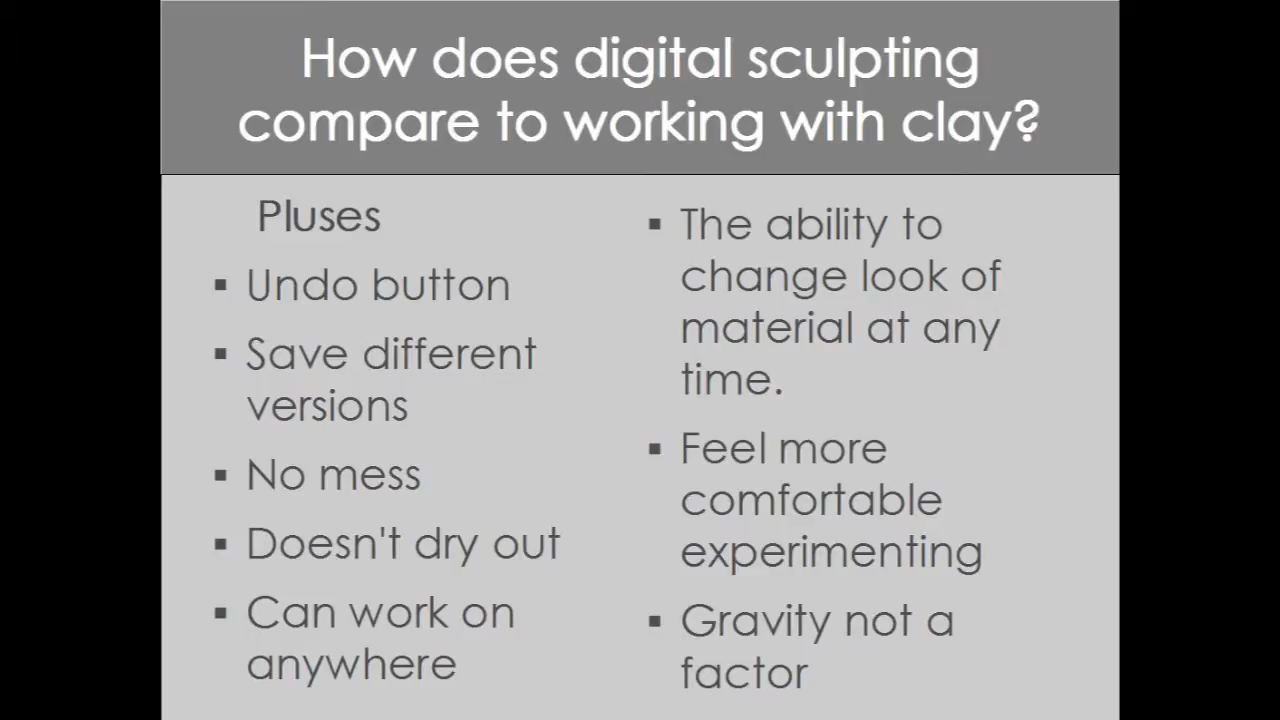 How does digital sculpting
compare to working with clay?
Pluses
▪ Undo button
▪ Save different
versions
▪ No mess
▪ Doesn't dry out
▪ Can work on
anywhere
▪ The ability to
change look of
material at any
time.
▪ Feel more
comfortable
experimenting
▪ Gravity not a
factor